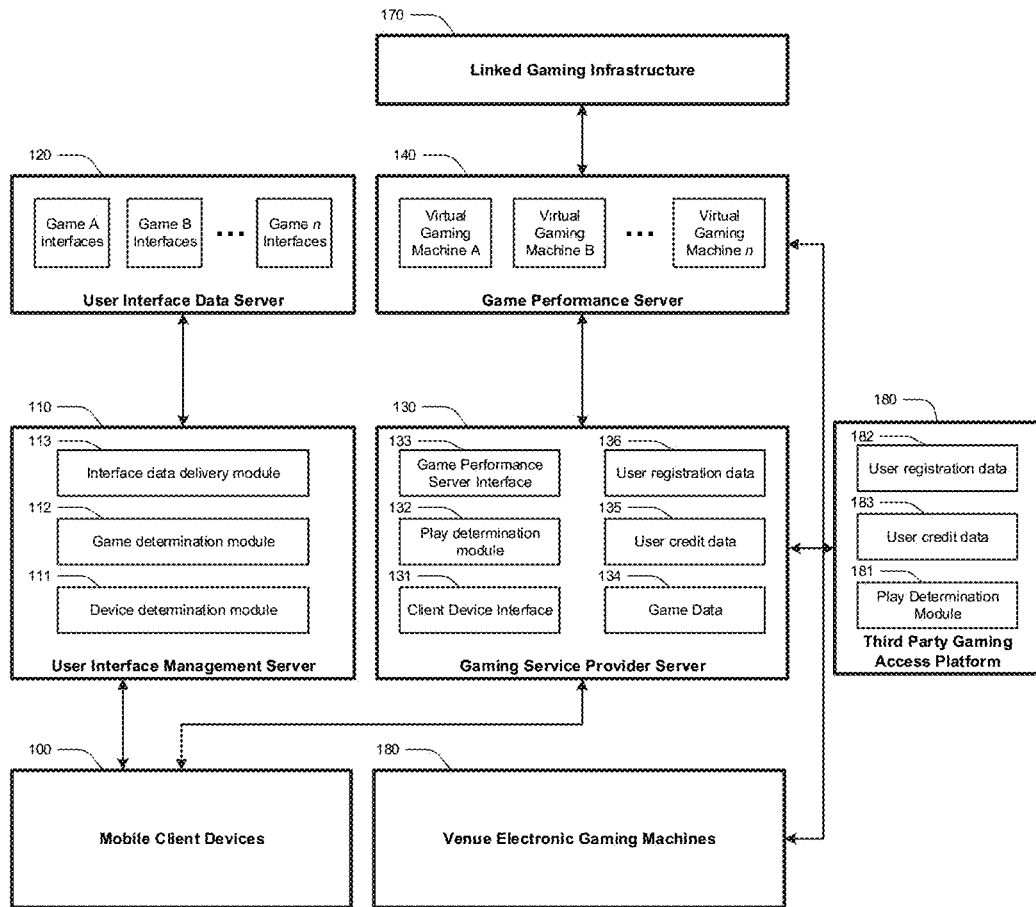 170
Linked Gaming Infrastructure
120
Game A
interfaces
Game B
Interfaces
Game n
Interfaces
User Interface Data Server
140
Virtual
Gaming
Machine A
Virtual
Gaming
Machine B
Virtual
Gaming
Machine n
Game Performance Server
110
113
Interface data delivery module
112
Game determination module
111
Device determination module
User Interface Management Server
130
133
Game Performance
Server Interface
136
User registration data
132
Play determination
module
135
User credit data
131
Client Device Interface
134
Game Data
Gaming Service Provider Server
180
182
User registration data
183
User credit data
181
Play Determination
Module
Third Party Gaming
Access Platform
100
Mobile Client Devices
180
Venue Electronic Gaming Machines